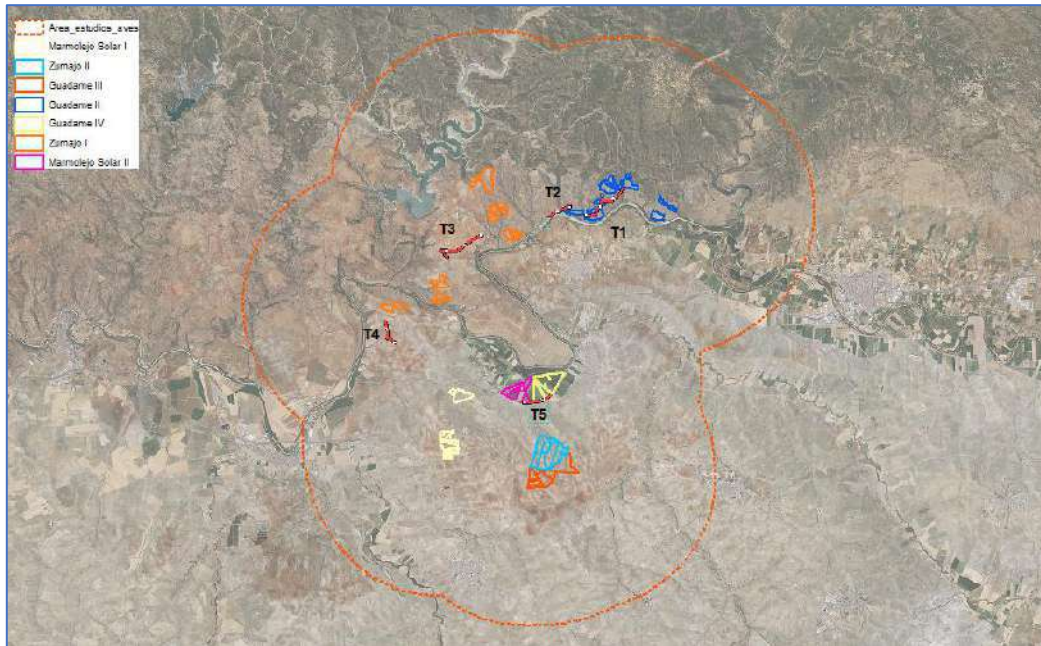 Area_estudios_aves
Marmolejo Solar I
Zumajo II
Guadame III
Guadame II
Guadame IV
Zumajo I
Marmolejo Solar II
T2
T1
T3
T4
T5